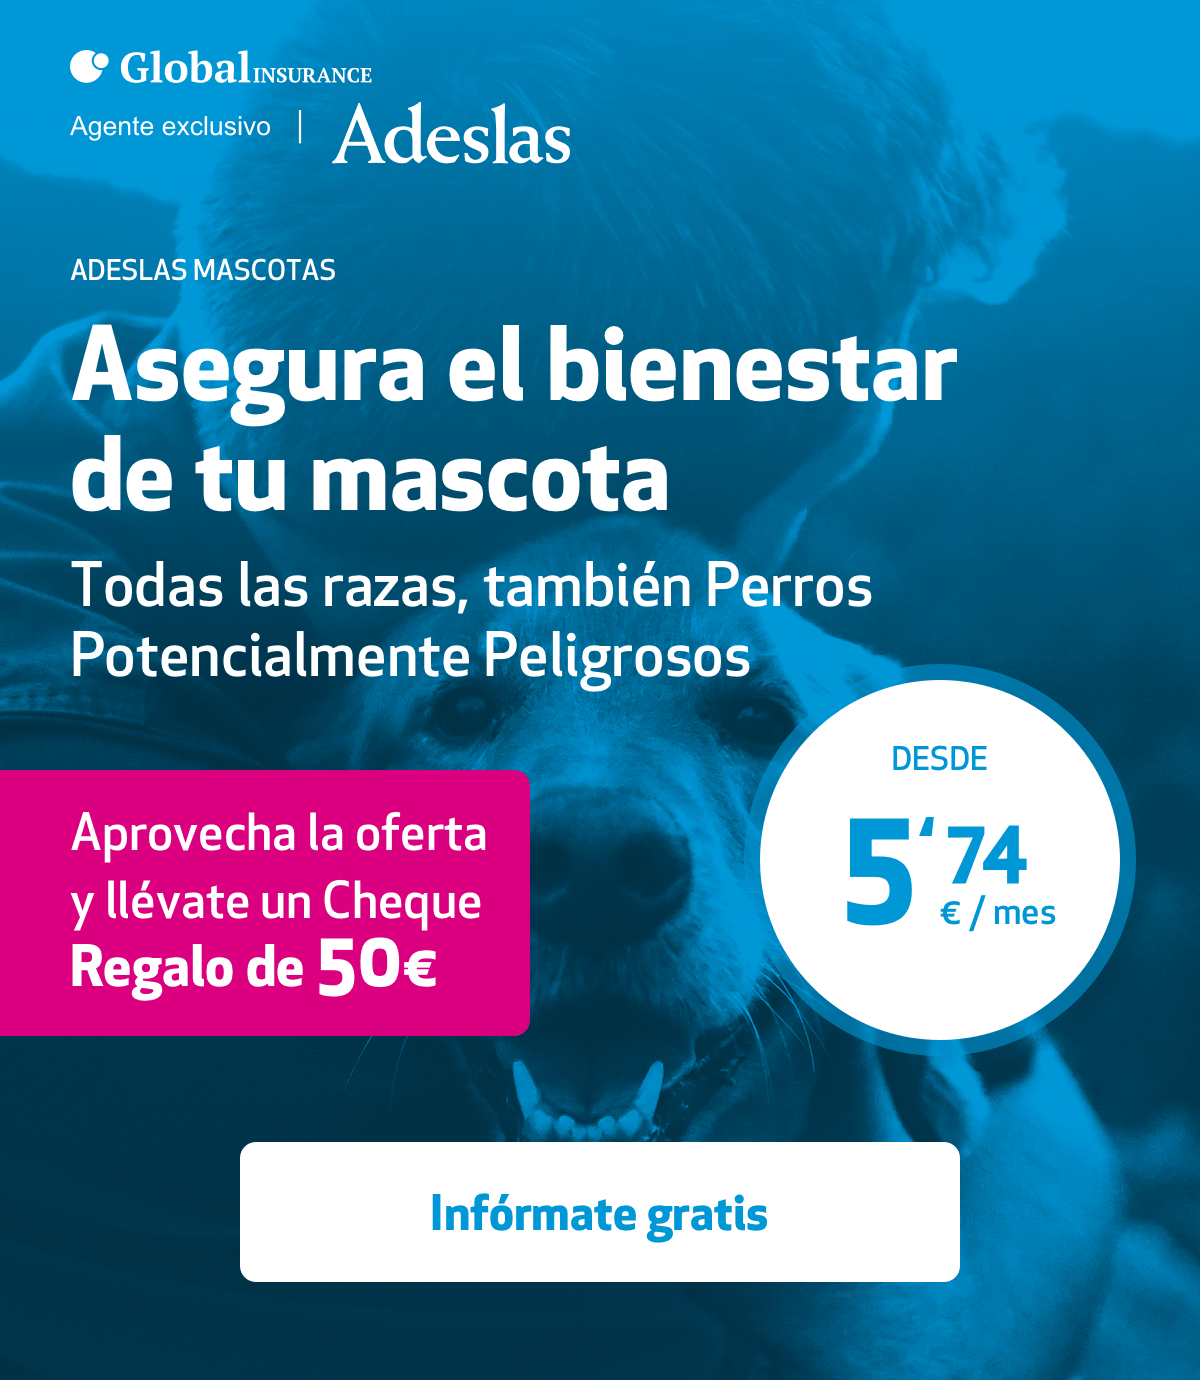 Global INSURANCE
Agente exclusivo | Adeslas
ADESLAS MASCOTAS
Asegura el bienestar
de tu mascota
Todas las razas, también Perros
Potencialmente Peligrosos
DESDE
5‘74
€ / mes
Aprovecha la oferta
y llévate un Cheque
Regalo de 50€
Infórmate gratis